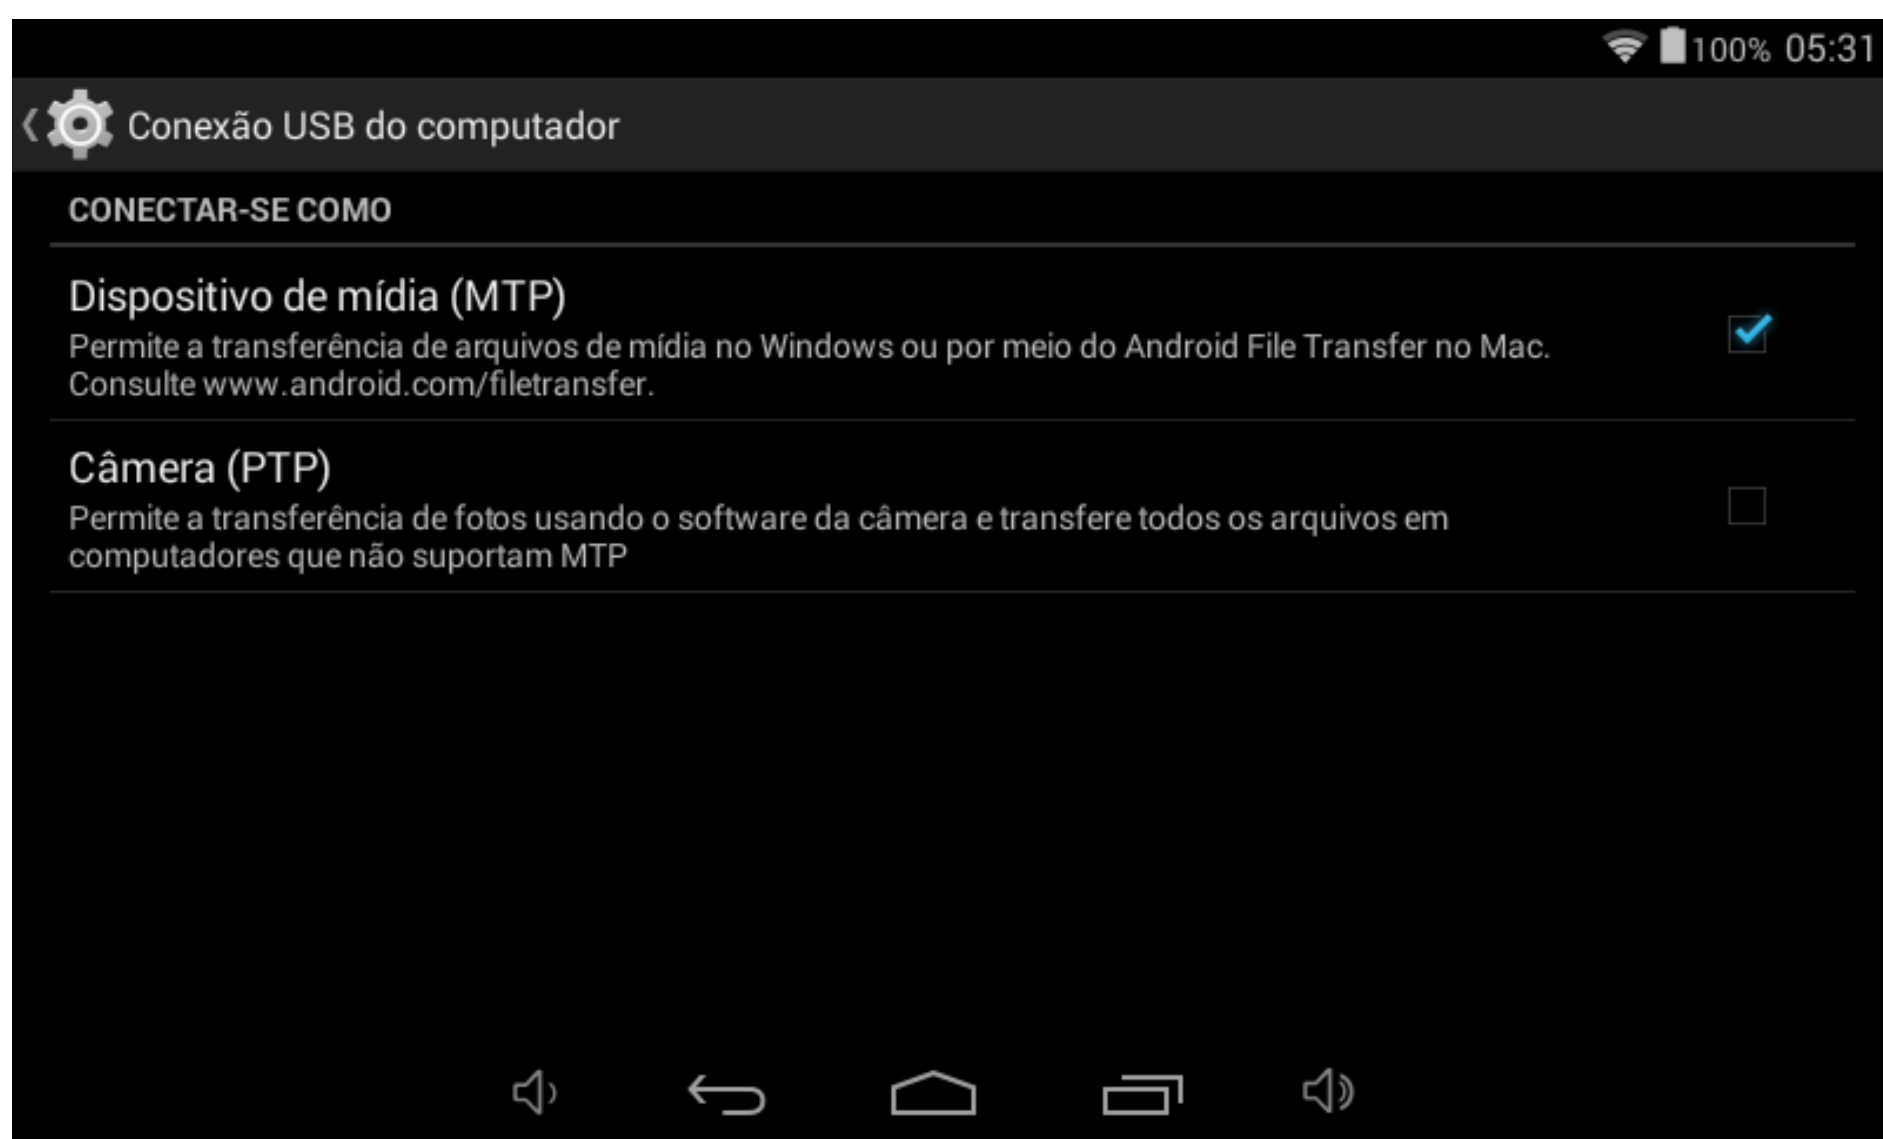 100% 05:31
Conexão USB do computador
CONECTAR-SE COMO
Dispositivo de mídia (MTP)
Permite a transferência de arquivos de mídia no Windows ou por meio do Android File Transfer no Mac.
Consulte www.android.com/filetransfer.
Câmera (PTP)
Permite a transferência de fotos usando o software da câmera e transfere todos os arquivos em
computadores que não suportam MTP